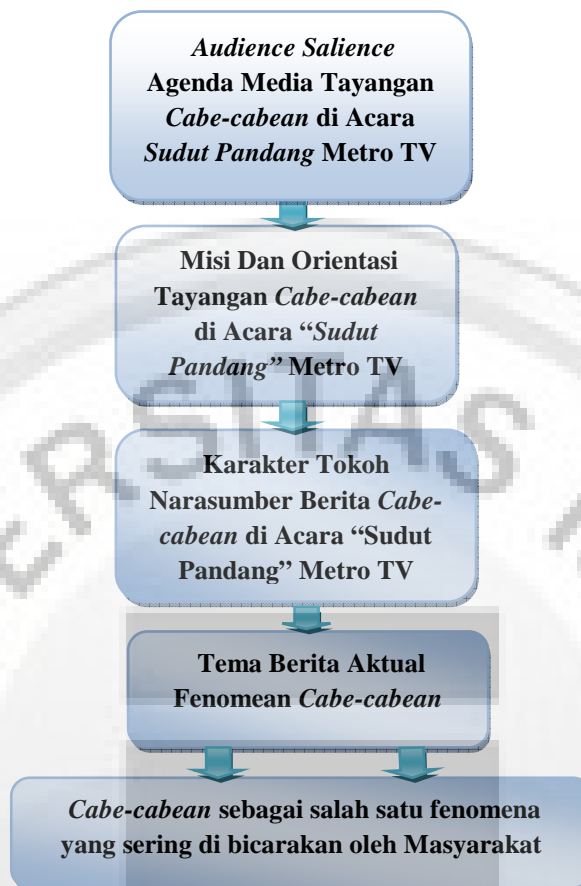 Audience Salience
Agenda Media Tayangan
Cabe-cabean di Acara
Sudut Pandang Metro TV
Misi Dan Orientasi
Tayangan Cabe-cabean
di Acara “Sudut
Pandang” Metro TV
Karakter Tokoh
Narasumber Berita Cabe-
cabean di Acara “Sudut
Pandang” Metro TV
Tema Berita Aktual
Fenomean Cabe-cabean
Cabe-cabean sebagai salah satu fenomena
yang sering di bicarakan oleh Masyarakat